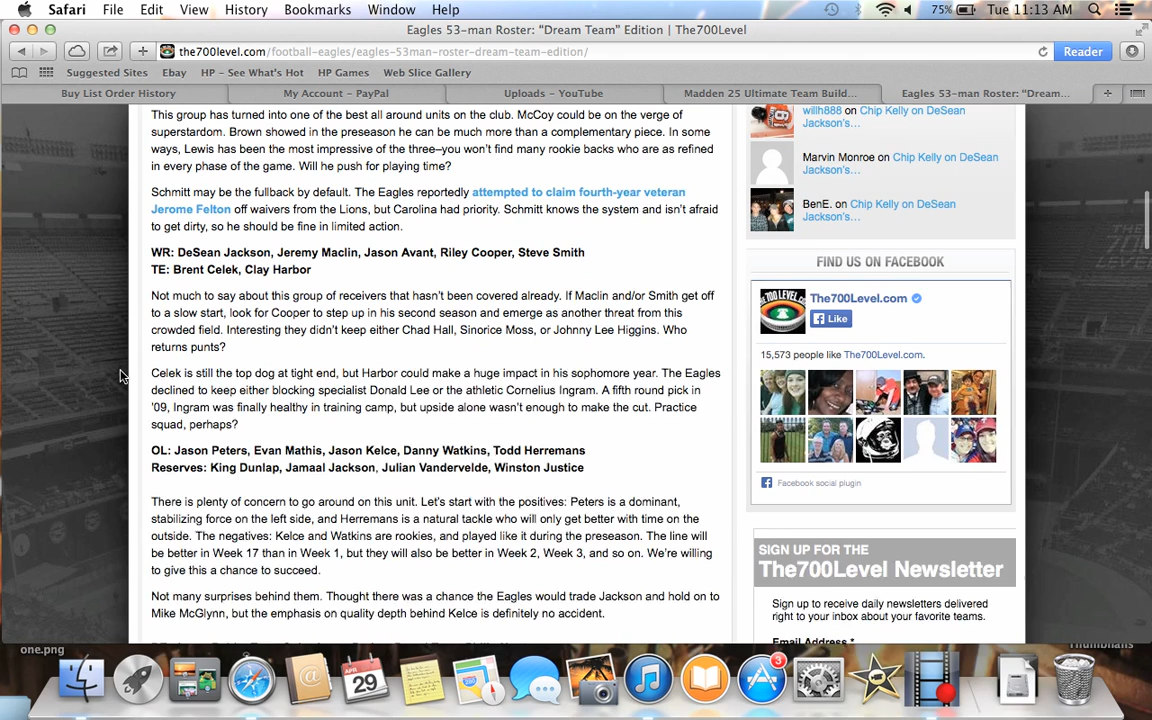 Safari File Edit View History Bookmarks Window Help 75% Tue 11:13 AM
Eagles 53-man Roster: “Dream Team” Edition | The700Level
the700level.com/football-eagles/eagles-53man-roster-dream-team-edition/ Reader
Suggested Sites Ebay HP – See What's Hot HP Games Web Slice Gallery
Buy List Order History My Account – PayPal Uploads – YouTube Madden 25 Ultimate Team Build... Eagles 53-man Roster: “Dream...
This group has turned into one of the best all around units on the club. McCoy could be on the verge of
superstardom. Brown showed in the preseason he can be much more than a complementary piece. In some
ways, Lewis has been the most impressive of the three–you won’t find many rookie backs who are as refined
in every phase of the game. Will he push for playing time?
Schmitt may be the fullback by default. The Eagles reportedly attempted to claim fourth-year veteran
Jerome Felton off waivers from the Lions, but Carolina had priority. Schmitt knows the system and isn’t afraid
to get dirty, so he should be fine in limited action.
WR: DeSean Jackson, Jeremy Maclin, Jason Avant, Riley Cooper, Steve Smith
TE: Brent Celek, Clay Harbor
Not much to say about this group of receivers that hasn’t been covered already. If Maclin and/or Smith get off
to a slow start, look for Cooper to step up in his second season and emerge as another threat from this
crowded field. Interesting they didn’t keep either Chad Hall, Sinorice Moss, or Johnny Lee Higgins. Who
returns punts?
Celek is still the top dog at tight end, but Harbor could make a huge impact in his sophomore year. The Eagles
declined to keep either blocking specialist Donald Lee or the athletic Cornelius Ingram. A fifth round pick in
’09, Ingram was finally healthy in training camp, but upside alone wasn’t enough to make the cut. Practice
squad, perhaps?
OL: Jason Peters, Evan Mathis, Jason Kelce, Danny Watkins, Todd Herremans
Reserves: King Dunlap, Jamaal Jackson, Julian Vandervelde, Winston Justice
There is plenty of concern to go around on this unit. Let’s start with the positives: Peters is a dominant,
stabilizing force on the left side, and Herremans is a natural tackle who will only get better with time on the
outside. The negatives: Kelce and Watkins are rookies, and played like it during the preseason. The line will
be better in Week 17 than in Week 1, but they will also be better in Week 2, Week 3, and so on. We’re willing
to give this a chance to succeed.
Not many surprises behind them. Thought there was a chance the Eagles would trade Jackson and hold on to
Mike McGlynn, but the emphasis on quality depth behind Kelce is definitely no accident.
willh888 on Chip Kelly on DeSean
Jackson’s…
Marvin Monroe on Chip Kelly on DeSean
Jackson’s…
BenE. on Chip Kelly on DeSean
Jackson’s…
FIND US ON FACEBOOK
The700Level.com
Like
15,573 people like The700Level.com.
Facebook social plugin
SIGN UP FOR THE
The700Level Newsletter
Sign up to receive daily newsletters delivered
right to your inbox about your favorite teams.
Email Address *
one.png
Thumbnails
APR
29
3